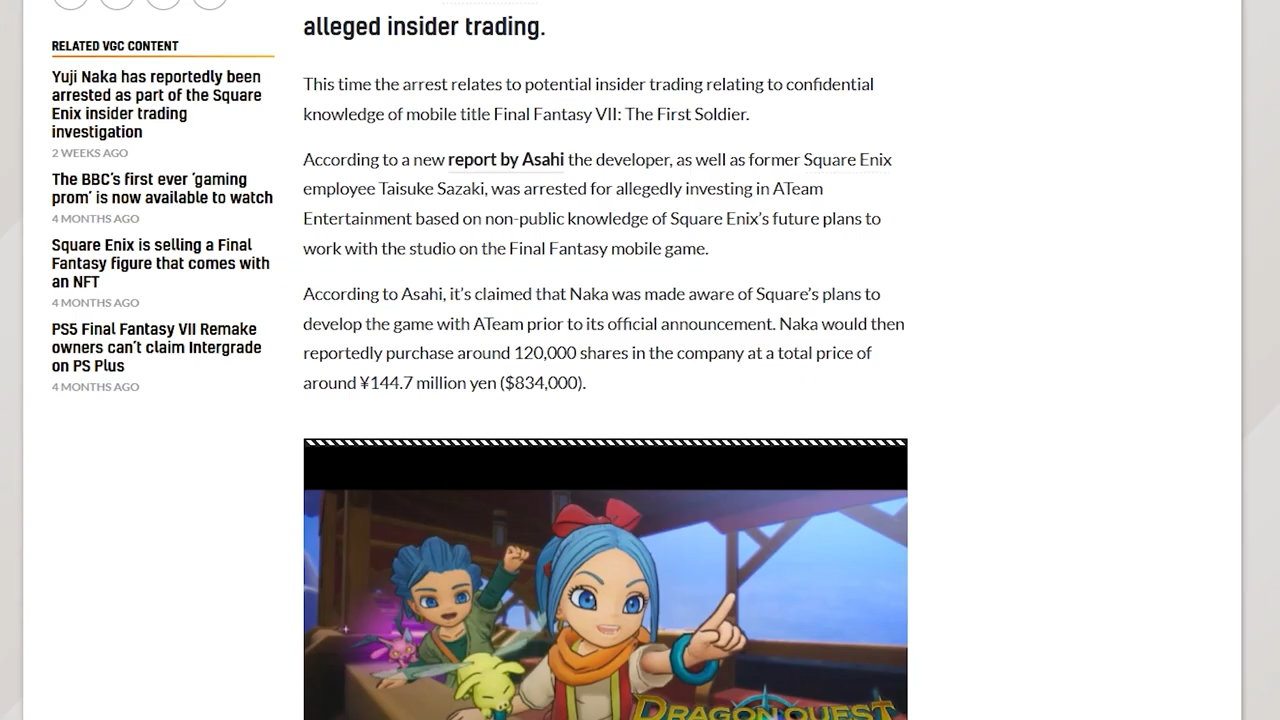 alleged insider trading.
RELATED VGC CONTENT
Yuji Naka has reportedly been
arrested as part of the Square
Enix insider trading
investigation
2 WEEKS AGO
The BBC’s first ever ‘gaming
prom’ is now available to watch
4 MONTHS AGO
Square Enix is selling a Final
Fantasy figure that comes with
an NFT
4 MONTHS AGO
PS5 Final Fantasy VII Remake
owners can’t claim Intergrade
on PS Plus
4 MONTHS AGO
This time the arrest relates to potential insider trading relating to confidential
knowledge of mobile title Final Fantasy VII: The First Soldier.
According to a new report by Asahi the developer, as well as former Square Enix
employee Taisuke Sazaki, was arrested for allegedly investing in ATeam
Entertainment based on non-public knowledge of Square Enix’s future plans to
work with the studio on the Final Fantasy mobile game.
According to Asahi, it’s claimed that Naka was made aware of Square’s plans to
develop the game with ATeam prior to its official announcement. Naka would then
reportedly purchase around 120,000 shares in the company at a total price of
around ¥144.7 million yen ($834,000).
DRAGON QUEST